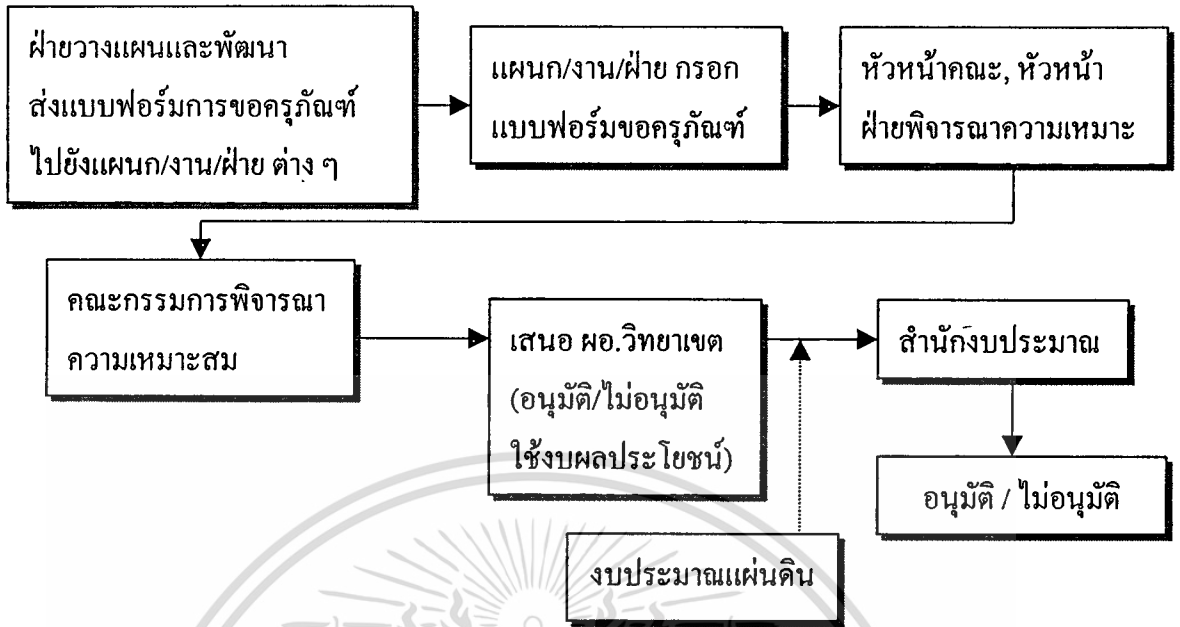 ฝ่ายวางแผนและพัฒนา
ส่งแบบฟอร์มการขอครุภัณฑ์
ไปยังแผนก/งาน/ฝ่าย ต่าง ๆ
แผนก/งาน/ฝ่าย กรอก
แบบฟอร์มขอครุภัณฑ์
หัวหน้าคณะ, หัวหน้า
ฝ่ายพิจารณาความเหมาะ
คณะกรรมการพิจารณา
ความเหมาะสม
เสนอ ผอ.วิทยาเขต
(อนุมัติ/ไม่อนุมัติ
ใช้งบผลประโยชน์)
สำนักงบประมาณ
อนุมัติ / ไม่อนุมัติ
งบประมาณแผ่นดิน